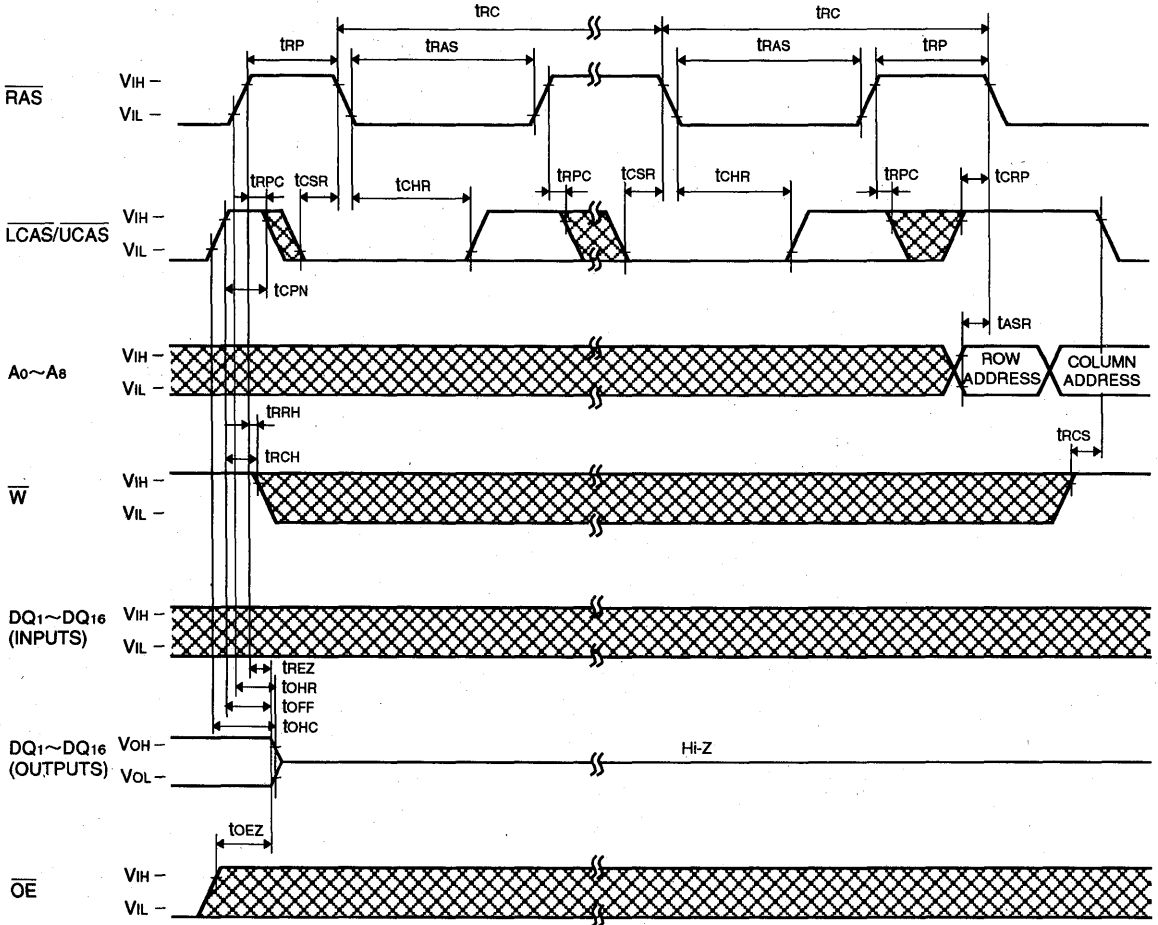 tRC tRC
tRP tRAS tRAS tRP
RAS VIH
VIL
tRPC tCSR tCHR tRPC tCSR tCHR tRPC tCRP
LCAS/UCAS VIH
VIL
tCPN
tASR
A0~A8 VIH
VIL
ROW ADDRESS
COLUMN ADDRESS
tRRH
tRCH
tRCS
W VIH
VIL
DQ1~DQ16 (INPUTS) VIH
VIL
tREZ
tOHR
tOFF
tOHC
DQ1~DQ16 (OUTPUTS) VOH
VOL
Hi-Z
tOEZ
OE VIH
VIL